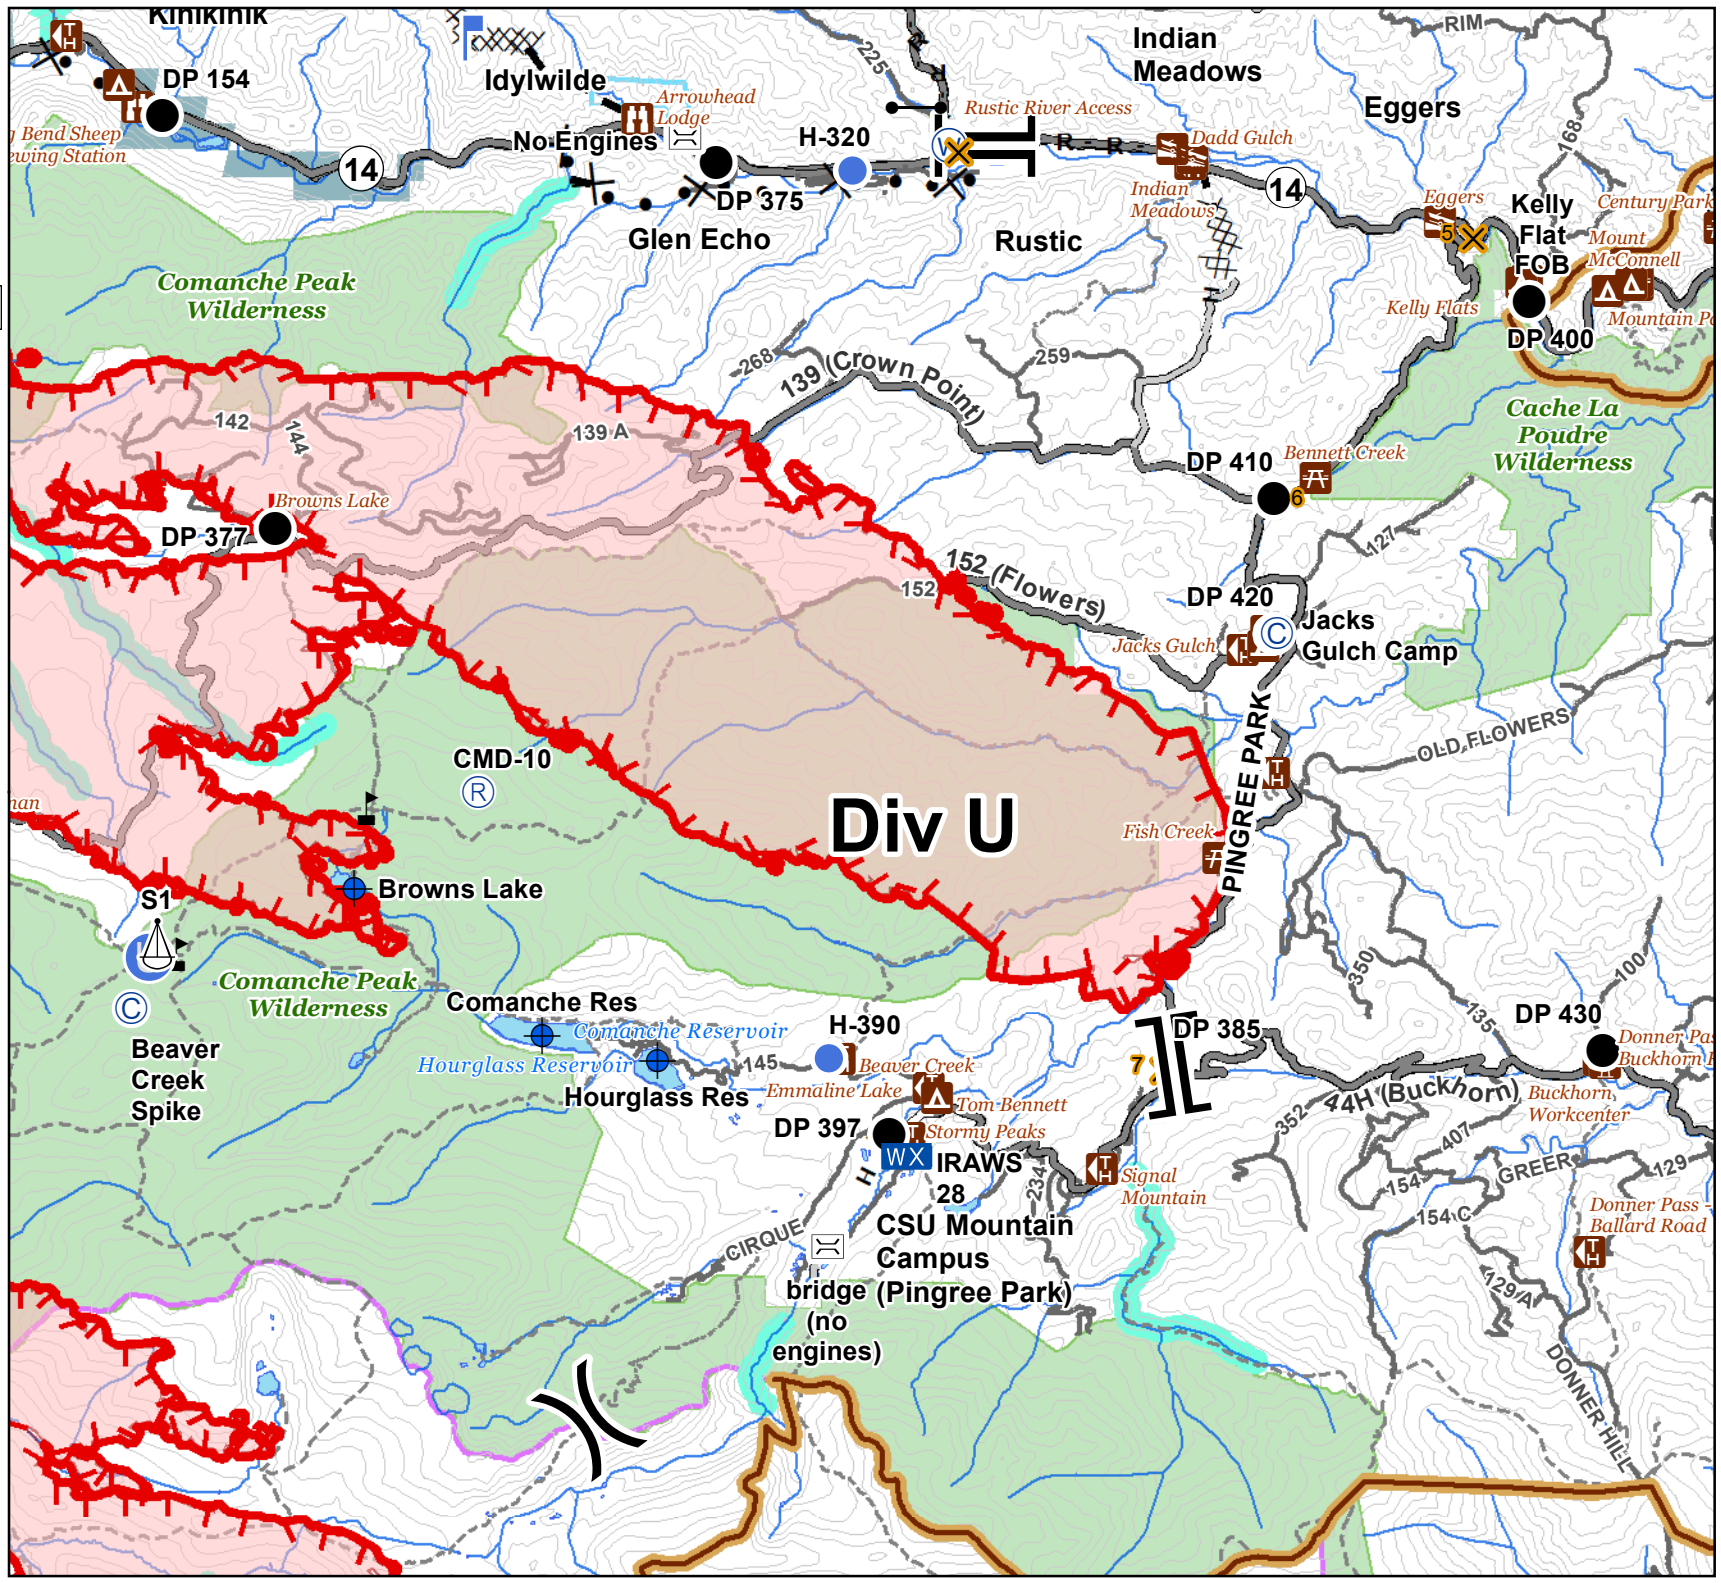 Kinikinik
DP 154
14
Bend Sheep
Station
Idylwilde
No Engines
Arrowhead
Lodge
DP 375
H-320
Glen Echo
225
Rustic River Access
R
R
R
R
W
Rustic
Indian
Meadows
Dadd Gulch
Indian
Meadows
14
Eggers
RIM
168
Eggers
5
Kelly
Flat
FOB
Century Park
Mount
McConnell
Kelly Flats
Mountain
DP 400
H
Comanche Peak
Wilderness
Cache La
Poudre
Wilderness
268
139 (Crown Point)
259
142
144
139 A
Browns Lake
DP 377
DP 410
Bennett Creek
6
127
152 (Flowers)
152
DP 420
C
Jacks
Gulch Camp
Jacks Gulch
PINGREE PARK
OLD FLOWERS
TH
CMD-10
R
Div U
Fish Creek
S1
Browns Lake
C
Beaver
Creek
Spike
Comanche Peak
Wilderness
Comanche Res
Comanche Reservoir
Hourglass Reservoir
Hourglass Res
145
H-390
Beaver Creek
Emmaline Lake
Tom Bennett
DP 397
Stormy Peaks
WX
IRAWS
28
H
234
CSU Mountain
Campus
(Pingree Park)
CIRQUE
bridge
(no
engines)
7
DP 385
Signal
Mountain
350
135
100
DP 430
Donner Pas
Buckhorn
44H (Buckhorn)
Buckhorn
Workcenter
352
407
154
GREER
129
154 C
129 A
Donner Pass -
Ballard Road
TH
DONNER HILL